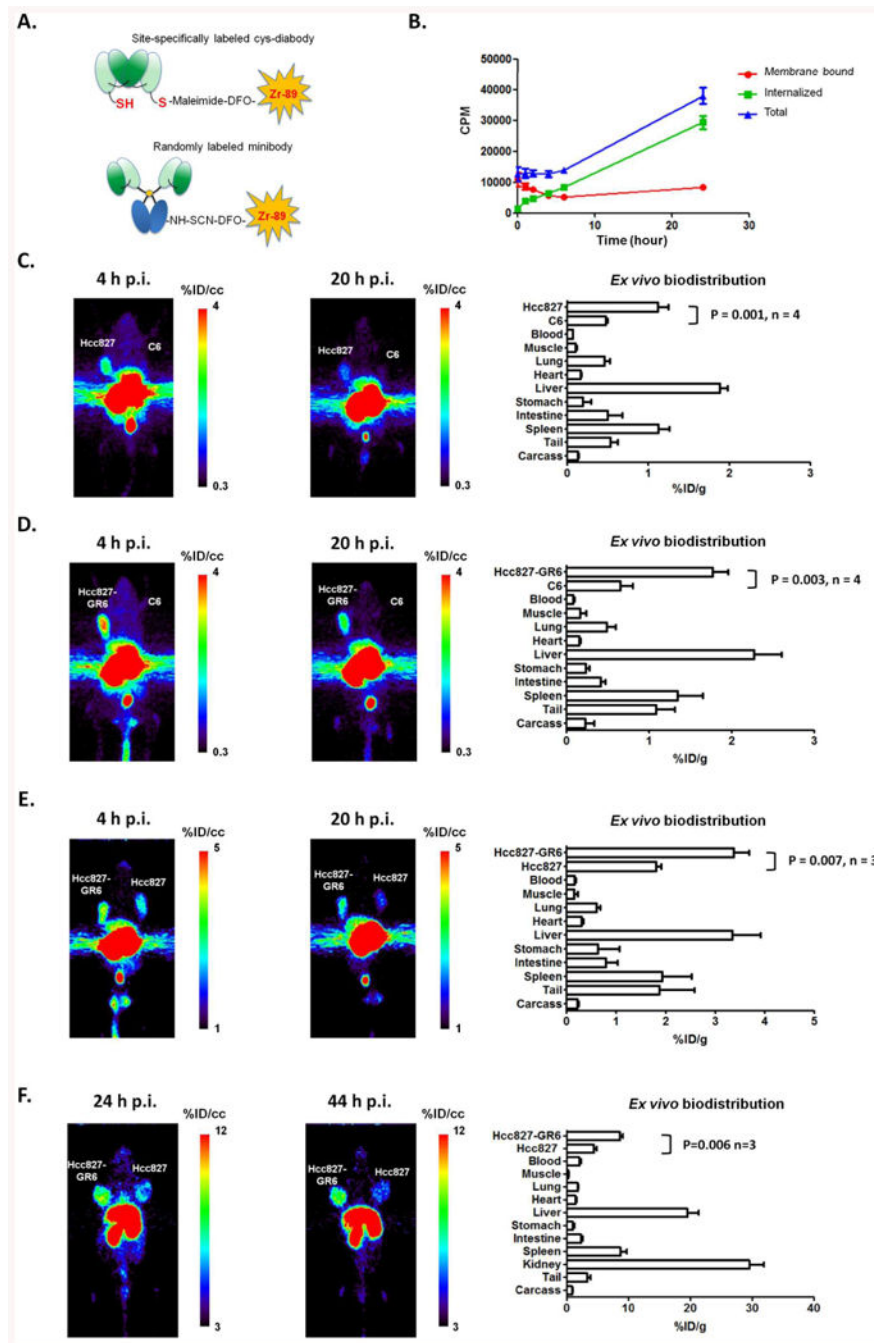 A.
Site-specifically labeled cys-diabody
SH
S -Maleimide-DFO- Zr-89
Randomly labeled minibody
-NH-SCN-DFO- Zr-89
B.
50000
40000
30000
20000
10000
0
CPM
0 10 20 30
Time (hour)
Membrane bound
Internalized
Total
C.
4 h p.i.
%ID/cc
Hcc827
C6
4
0.3
20 h p.i.
%ID/cc
Hcc827
C6
4
0.3
Ex vivo biodistribution
Hcc827
C6
Blood
Muscle
Lung
Heart
Liver
Stomach
Intestine
Spleen
Tail
Carcass
P = 0.001, n = 4
0 1 2 3
%ID/g
D.
4 h p.i.
%ID/cc
Hcc827-
GR6
C6
4
0.3
20 h p.i.
%ID/cc
Hcc827-
GR6
C6
4
0.3
Ex vivo biodistribution
Hcc827-GR6
C6
Blood
Muscle
Lung
Heart
Liver
Stomach
Intestine
Spleen
Tail
Carcass
P = 0.003, n = 4
0 1 2 3
%ID/g
E.
4 h p.i.
%ID/cc
Hcc827-
GR6
Hcc827
5
1
20 h p.i.
%ID/cc
Hcc827-
GR6
Hcc827
5
1
Ex vivo biodistribution
Hcc827-GR6
Hcc827
Blood
Muscle
Lung
Heart
Liver
Stomach
Intestine
Spleen
Tail
Carcass
P = 0.007, n = 3
0 1 2 3 4 5
%ID/g
F.
24 h p.i.
%ID/cc
Hcc827-
GR6
Hcc827
12
3
44 h p.i.
%ID/cc
Hcc827-
GR6
Hcc827
12
3
Ex vivo biodistribution
Hcc827-GR6
Hcc827
Blood
Muscle
Lung
Heart
Liver
Stomach
Intestine
Spleen
Kidney
Tail
Carcass
P=0.006 n=3
0 10 20 30 40
%ID/g